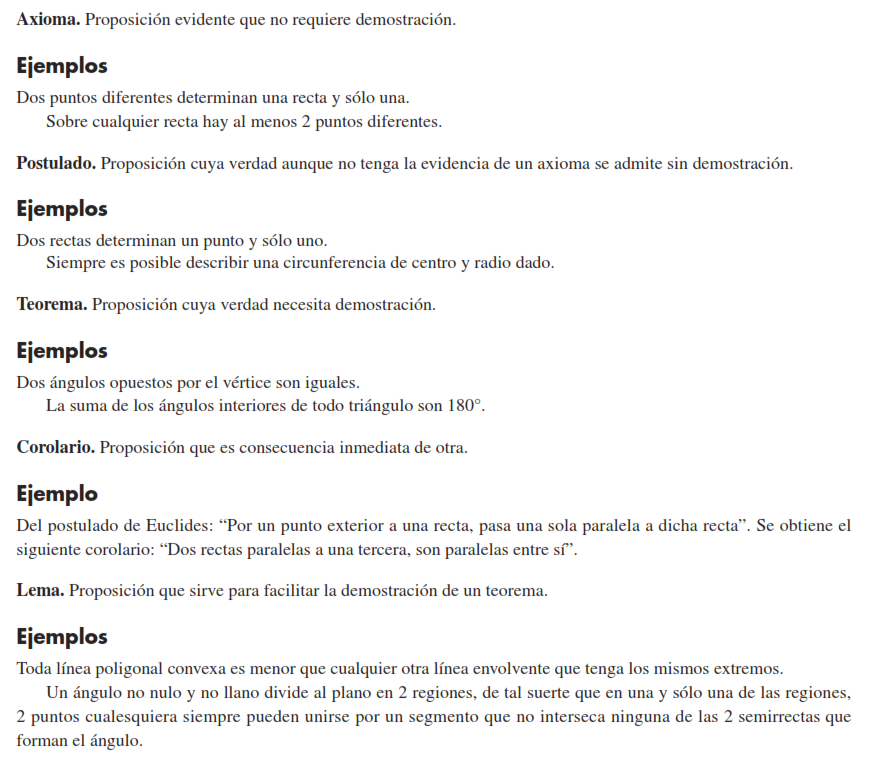 Axioma. Proposición evidente que no requiere demostración.
Ejemplos
Dos puntos diferentes determinan una recta y sólo una.
Sobre cualquier recta hay al menos 2 puntos diferentes.
Postulado. Proposición cuya verdad aunque no tenga la evidencia de un axioma se admite sin demostración.
Ejemplos
Dos rectas determinan un punto y sólo uno.
Siempre es posible describir una circunferencia de centro y radio dado.
Teorema. Proposición cuya verdad necesita demostración.
Ejemplos
Dos ángulos opuestos por el vértice son iguales.
La suma de los ángulos interiores de todo triángulo son 180°.
Corolario. Proposición que es consecuencia inmediata de otra.
Ejemplo
Del postulado de Euclides: “Por un punto exterior a una recta, pasa una sola paralela a dicha recta”. Se obtiene el
siguiente corolario: “Dos rectas paralelas a una tercera, son paralelas entre sí”.
Lema. Proposición que sirve para facilitar la demostración de un teorema.
Ejemplos
Toda línea poligonal convexa es menor que cualquier otra línea envolvente que tenga los mismos extremos.
Un ángulo no nulo y no llano divide al plano en 2 regiones, de tal suerte que en una y sólo una de las regiones,
2 puntos cualesquiera siempre pueden unirse por un segmento que no interseca ninguna de las 2 semirrectas que
forman el ángulo.